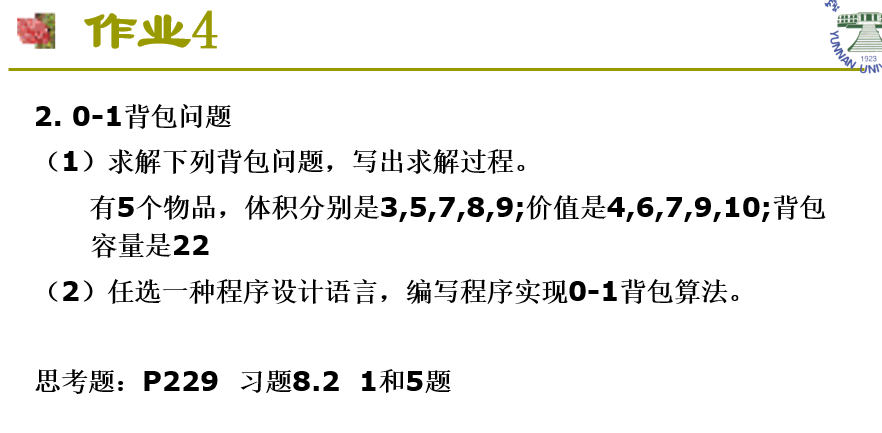 作业4
YUNNAN UNI
1923
2. 0-1背包问题
（1）求解下列背包问题，写出求解过程。
有5个物品，体积分别是3,5,7,8,9;价值是4,6,7,9,10;背包
容量是22
（2）任选一种程序设计语言，编写程序实现0-1背包算法。
思考题：P229 习题8.2 1和5题